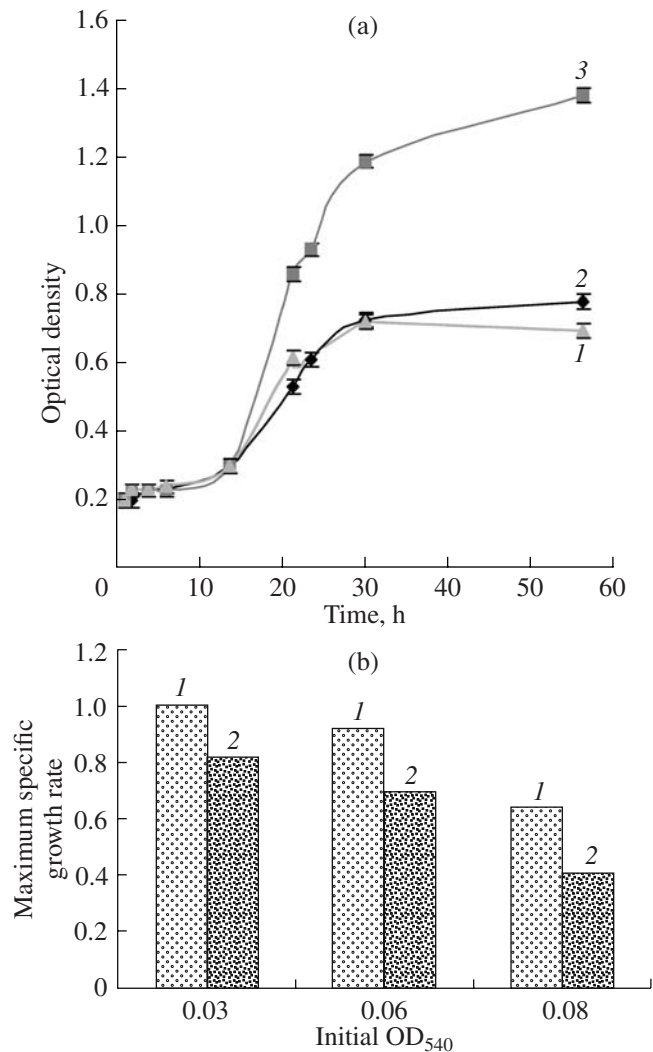 (a)
1.6
1.4
1.2
1.0
0.8
0.6
0.4
0.2
0
Optical density
3
2
1
10 20 30 40 50 60
Time, h
(b)
1.2
1.0
0.8
0.6
0.4
0.2
0
Maximum specific
growth rate
1
2
1
2
1
2
0.03 0.06 0.08
Initial OD540